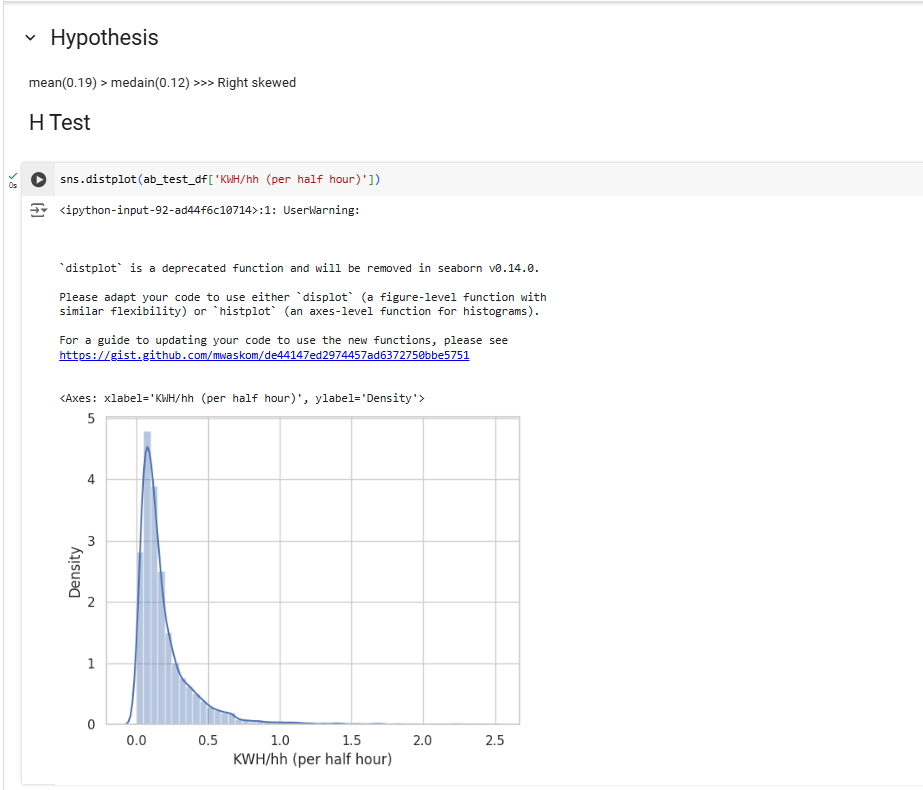 Hypothesis
mean(0.19) > medain(0.12) >>> Right skewed
H Test
0s
sns.distplot(ab_test_df['KWH/hh (per half hour)'])
<ipython-input-92-ad44f6c10714>:1: UserWarning:
`distplot` is a deprecated function and will be removed in seaborn v0.14.0.
Please adapt your code to use either `displot` (a figure-level function with
similar flexibility) or `histplot` (an axes-level function for histograms).
For a guide to updating your code to use the new functions, please see
https://gist.github.com/mwaskom/de44147ed2974457ad6372750bbe5751
<Axes: xlabel='KWH/hh (per half hour)', ylabel='Density'>
5
4
3
2
1
0
Density
0.0 0.5 1.0 1.5 2.0 2.5
KWH/hh (per half hour)